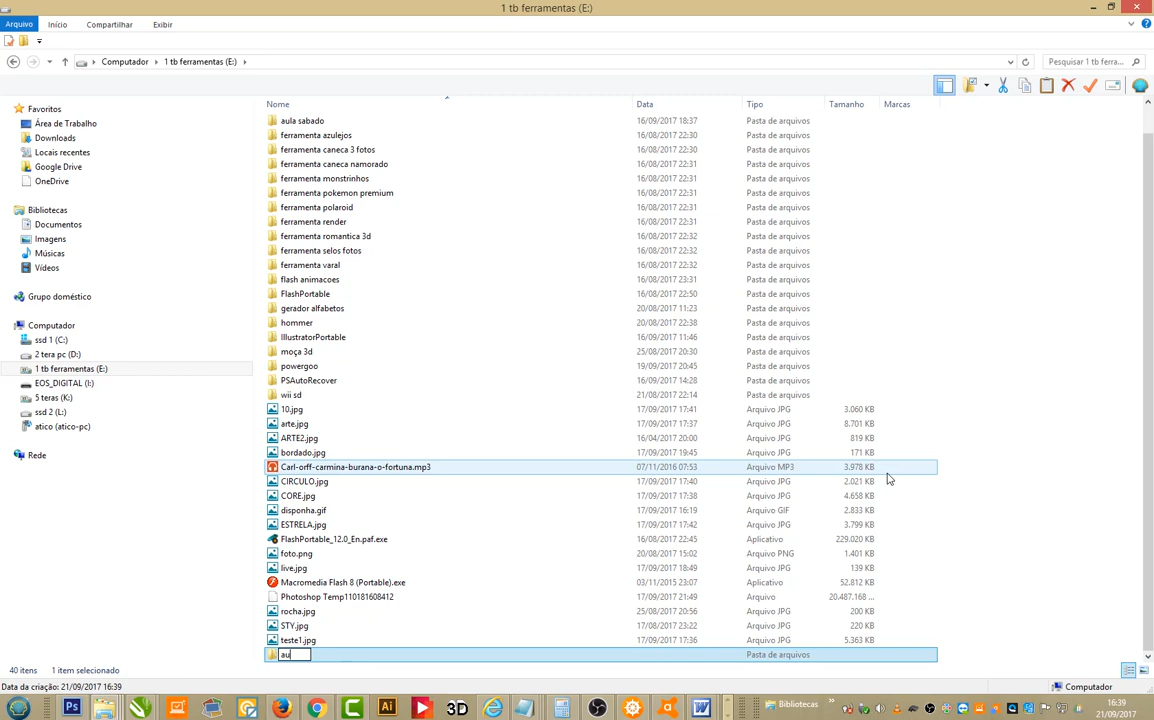 1 tb ferramentas (E:)
Arquivo Início Compartilhar Exibir
Computador 1 tb ferramentas (E:) Pesquisar 1 tb ferra...
Favoritos
Área de Trabalho
Downloads
Locais recentes
Google Drive
OneDrive
Bibliotecas
Documentos
Imagens
Músicas
Vídeos
Grupo doméstico
Computador
ssd 1 (C:)
2 tera pc (D:)
1 tb ferramentas (E:)
EOS_DIGITAL (I:)
5 teras (K:)
ssd 2 (L:)
atico (atico-pc)
Rede
Nome Data Tipo Tamanho Marcas
aula sabado 16/09/2017 18:37 Pasta de arquivos
ferramenta azulejos 16/08/2017 22:30 Pasta de arquivos
ferramenta caneca 3 fotos 16/08/2017 22:30 Pasta de arquivos
ferramenta caneca namorado 16/08/2017 22:31 Pasta de arquivos
ferramenta monstrinhos 16/08/2017 22:31 Pasta de arquivos
ferramenta pokemon premium 16/08/2017 22:31 Pasta de arquivos
ferramenta polaroid 16/08/2017 22:31 Pasta de arquivos
ferramenta render 16/08/2017 22:31 Pasta de arquivos
ferramenta romantica 3d 16/08/2017 22:32 Pasta de arquivos
ferramenta selos fotos 16/08/2017 22:32 Pasta de arquivos
ferramenta varal 16/08/2017 22:32 Pasta de arquivos
flash animacoes 16/08/2017 23:31 Pasta de arquivos
FlashPortable 16/08/2017 22:50 Pasta de arquivos
gerador alfabetos 20/08/2017 11:23 Pasta de arquivos
hommer 20/08/2017 22:38 Pasta de arquivos
IllustratorPortable 16/09/2017 11:46 Pasta de arquivos
moça 3d 25/08/2017 20:30 Pasta de arquivos
powergoo 19/09/2017 20:45 Pasta de arquivos
PSAutoRecover 16/09/2017 14:28 Pasta de arquivos
wii sd 21/08/2017 22:14 Pasta de arquivos
10.jpg 17/09/2017 17:41 Arquivo JPG 3.060 KB
arte.jpg 17/09/2017 17:37 Arquivo JPG 8.701 KB
ARTE2.jpg 16/04/2017 20:00 Arquivo JPG 819 KB
bordado.jpg 17/09/2017 19:45 Arquivo JPG 171 KB
Carl-orff-carmina-burana-o-fortuna.mp3 07/11/2016 07:53 Arquivo MP3 3.978 KB
CIRCULO.jpg 17/09/2017 17:40 Arquivo JPG 2.021 KB
CORE.jpg 17/09/2017 17:38 Arquivo JPG 4.658 KB
disponha.gif 17/09/2017 16:19 Arquivo GIF 2.833 KB
ESTRELA.jpg 17/09/2017 17:42 Arquivo JPG 3.799 KB
FlashPortable_12.0_En.paf.exe 16/08/2017 22:45 Aplicativo 229.020 KB
foto.png 20/08/2017 15:02 Arquivo PNG 1.401 KB
live.jpg 17/09/2017 18:49 Arquivo JPG 139 KB
Macromedia Flash 8 (Portable).exe 03/11/2015 23:07 Aplicativo 52.812 KB
Photoshop Temp110181608412 17/09/2017 21:49 Arquivo 20.487.168 ...
rocha.jpg 25/08/2017 20:56 Arquivo JPG 200 KB
STY.jpg 17/08/2017 23:22 Arquivo JPG 220 KB
teste1.jpg 17/09/2017 17:36 Arquivo JPG 5.363 KB
au Pasta de arquivos
40 itens 1 item selecionado
Data da criação: 21/09/2017 16:39 Computador
Ps Ai 3D Bibliotecas 16:39
21/09/2017